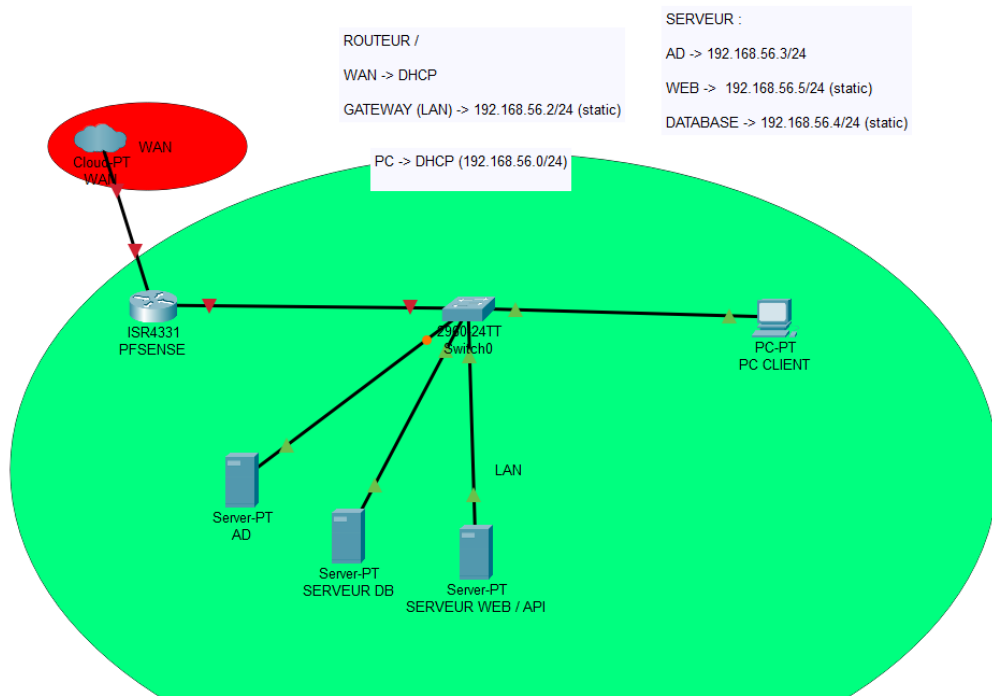 SERVEUR :
AD -> 192.168.56.3/24
WEB -> 192.168.56.5/24 (static)
DATABASE -> 192.168.56.4/24 (static)
ROUTEUR /
WAN -> DHCP
GATEWAY (LAN) -> 192.168.56.2/24 (static)
PC -> DHCP (192.168.56.0/24)
WAN
Cloud-PT
WAN
ISR4331
PFSENSE
2960-24TT
Switch0
PC-PT
PC CLIENT
LAN
Server-PT
AD
Server-PT
SERVEUR DB
Server-PT
SERVEUR WEB / API